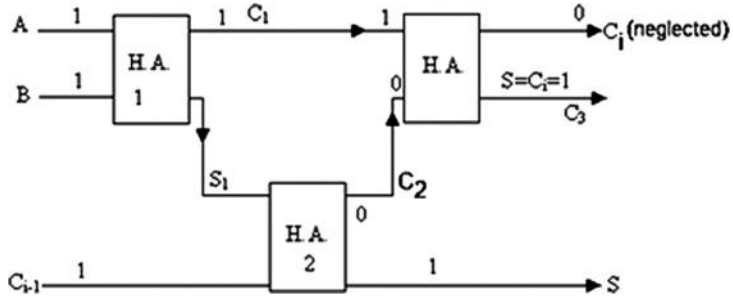 A 1 1 C1 1 0 Ci (neglected)
H.A.
1
H.A.
B 1 0 S=Ci=1
C3
S1 C2
0
H.A.
2
Ci-1 1 1 S